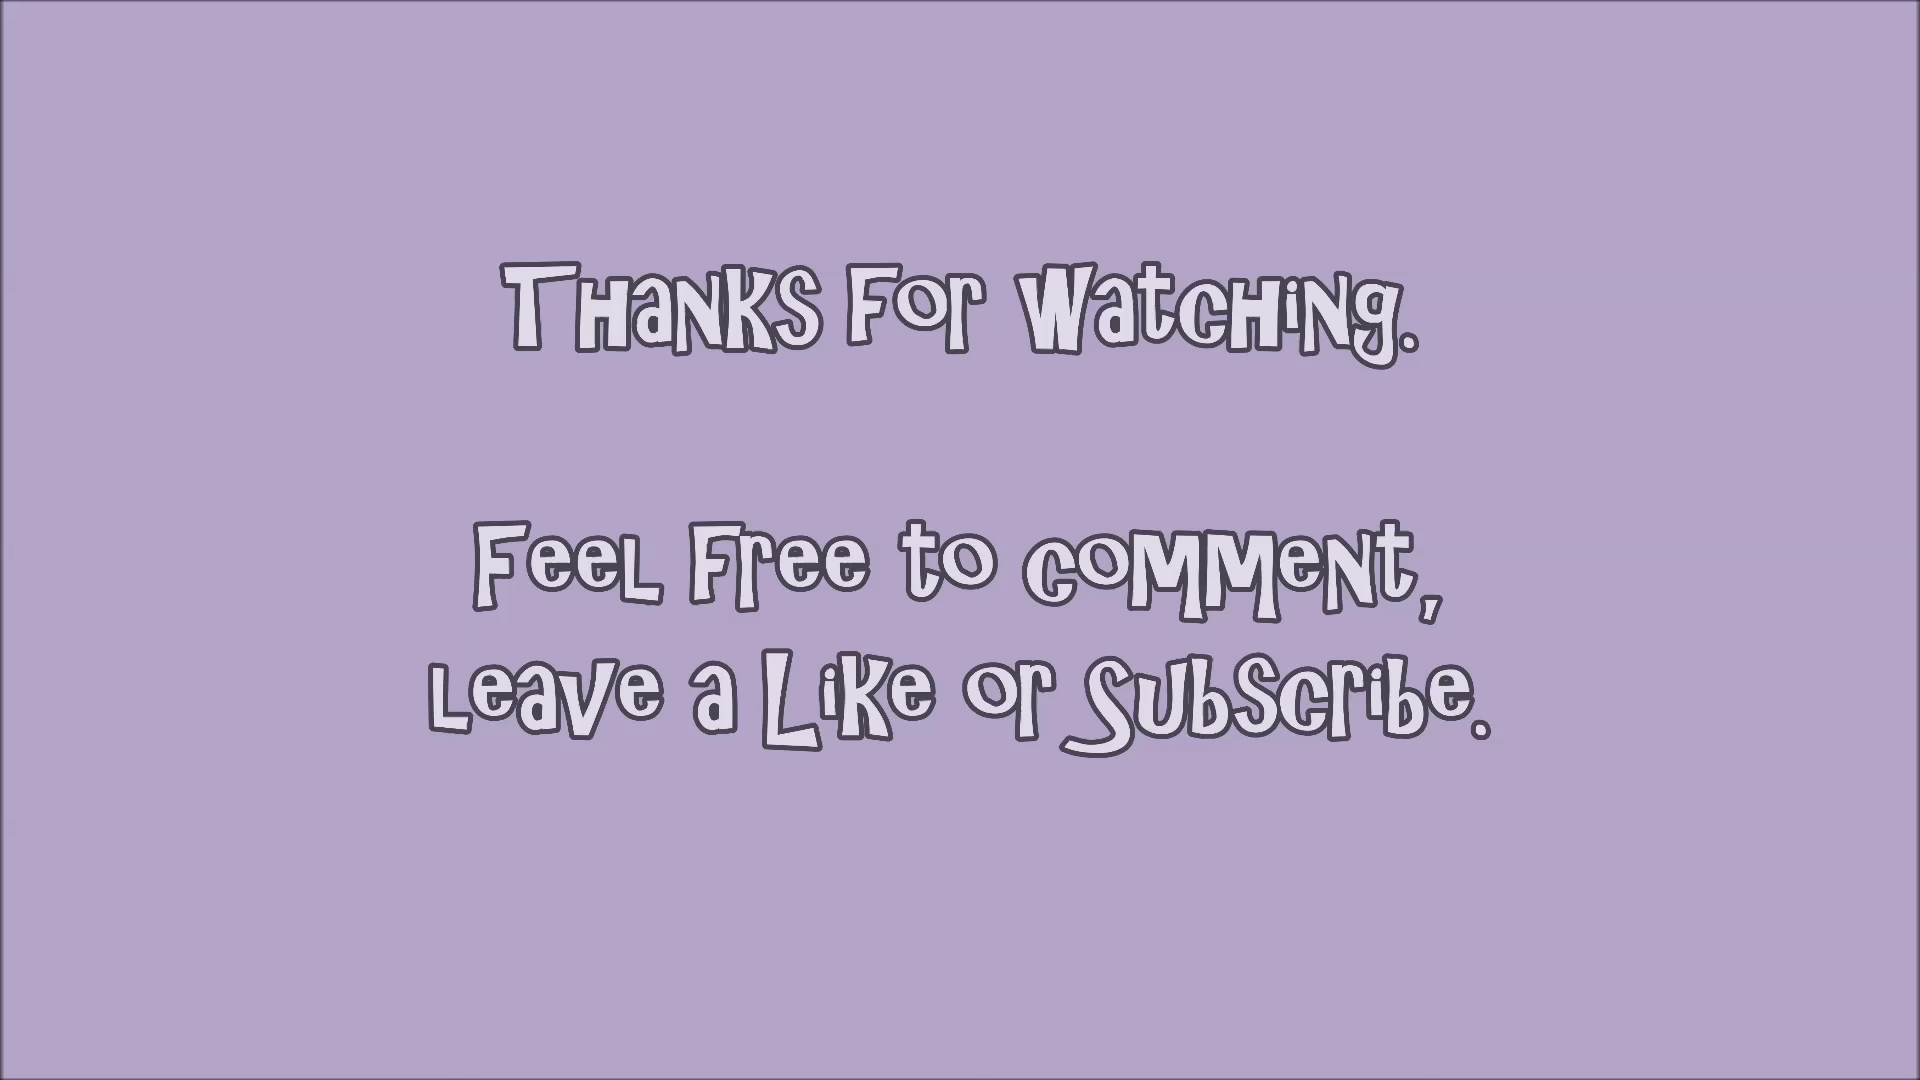 Thanks For Watching.
Feel Free to comment,
leave a Like or Subscribe.